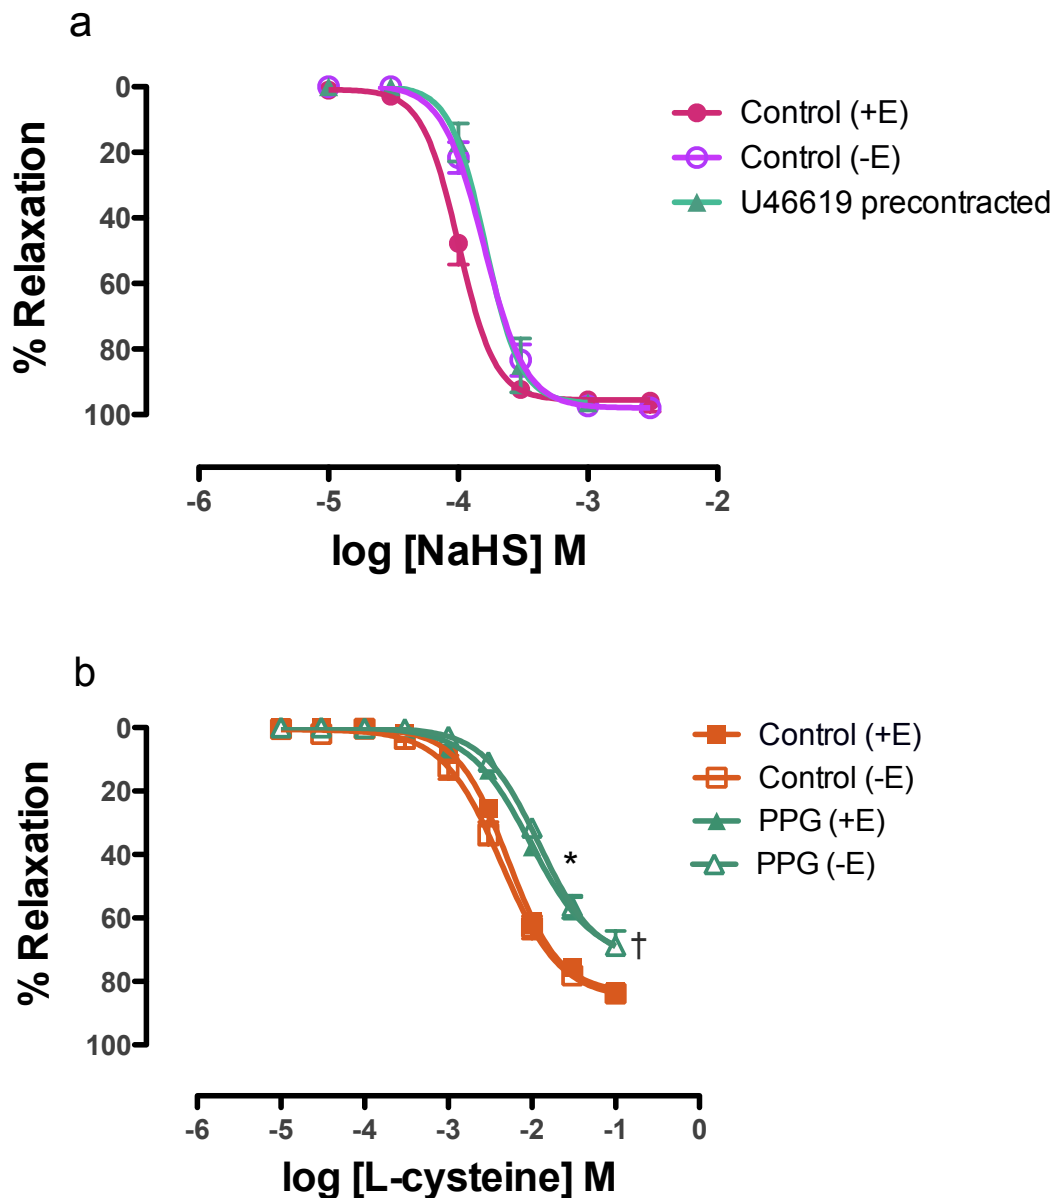 a
0
20
40
60
80
100
% Relaxation
-6 -5 -4 -3 -2
log [NaHS] M
Control (+E)
Control (-E)
U46619 precontracted
b
0
20
40
60
80
100
% Relaxation
*
†
-6 -5 -4 -3 -2 -1 0
log [L-cysteine] M
Control (+E)
Control (-E)
PPG (+E)
PPG (-E)